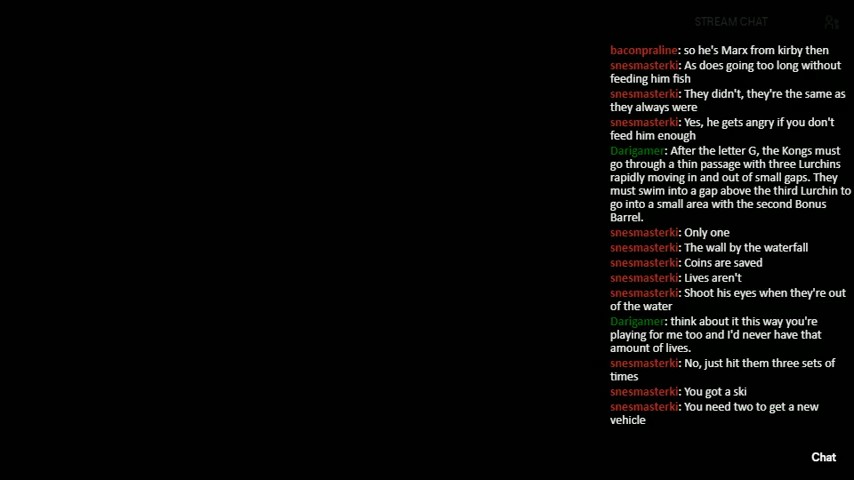 STREAM CHAT
baconpraline: so he's Marx from kirby then
snesmasterki: As does going too long without
feeding him fish
snesmasterki: They didn't, they're the same as
they always were
snesmasterki: Yes, he gets angry if you don't
feed him enough
Darigamer: After the letter G, the Kongs must
go through a thin passage with three Lurchins
rapidly moving in and out of small gaps. They
must swim into a gap above the third Lurchin to
go into a small area with the second Bonus
Barrel.
snesmasterki: Only one
snesmasterki: The wall by the waterfall
snesmasterki: Coins are saved
snesmasterki: Lives aren't
snesmasterki: Shoot his eyes when they're out
of the water
Darigamer: think about it this way you're
playing for me too and I'd never have that
amount of lives.
snesmasterki: No, just hit them three sets of
times
snesmasterki: You got a ski
snesmasterki: You need two to get a new
vehicle
Chat